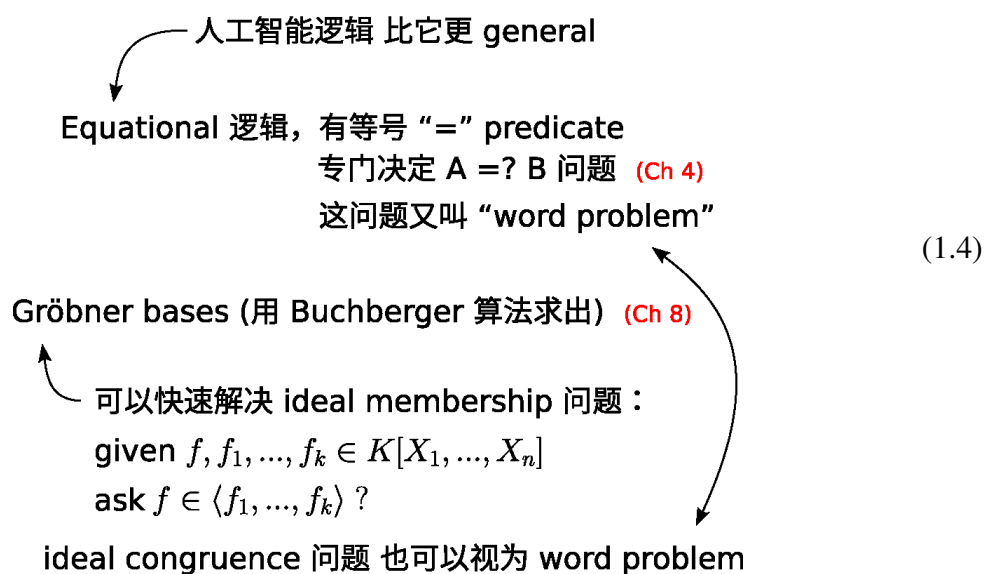 人工智能逻辑 比它更 general
Equational 逻辑，有等号 “=” predicate
专门决定 A =? B 问题 (Ch 4)
这问题又叫 “word problem”
(1.4)
Gröbner bases (用 Buchberger 算法求出) (Ch 8)
可以快速解决 ideal membership 问题：
given f, f₁, ..., fₖ ∈ K[X₁, ..., Xₙ]
ask f ∈ ⟨f₁, ..., fₖ⟩ ?
ideal congruence 问题 也可以视为 word problem